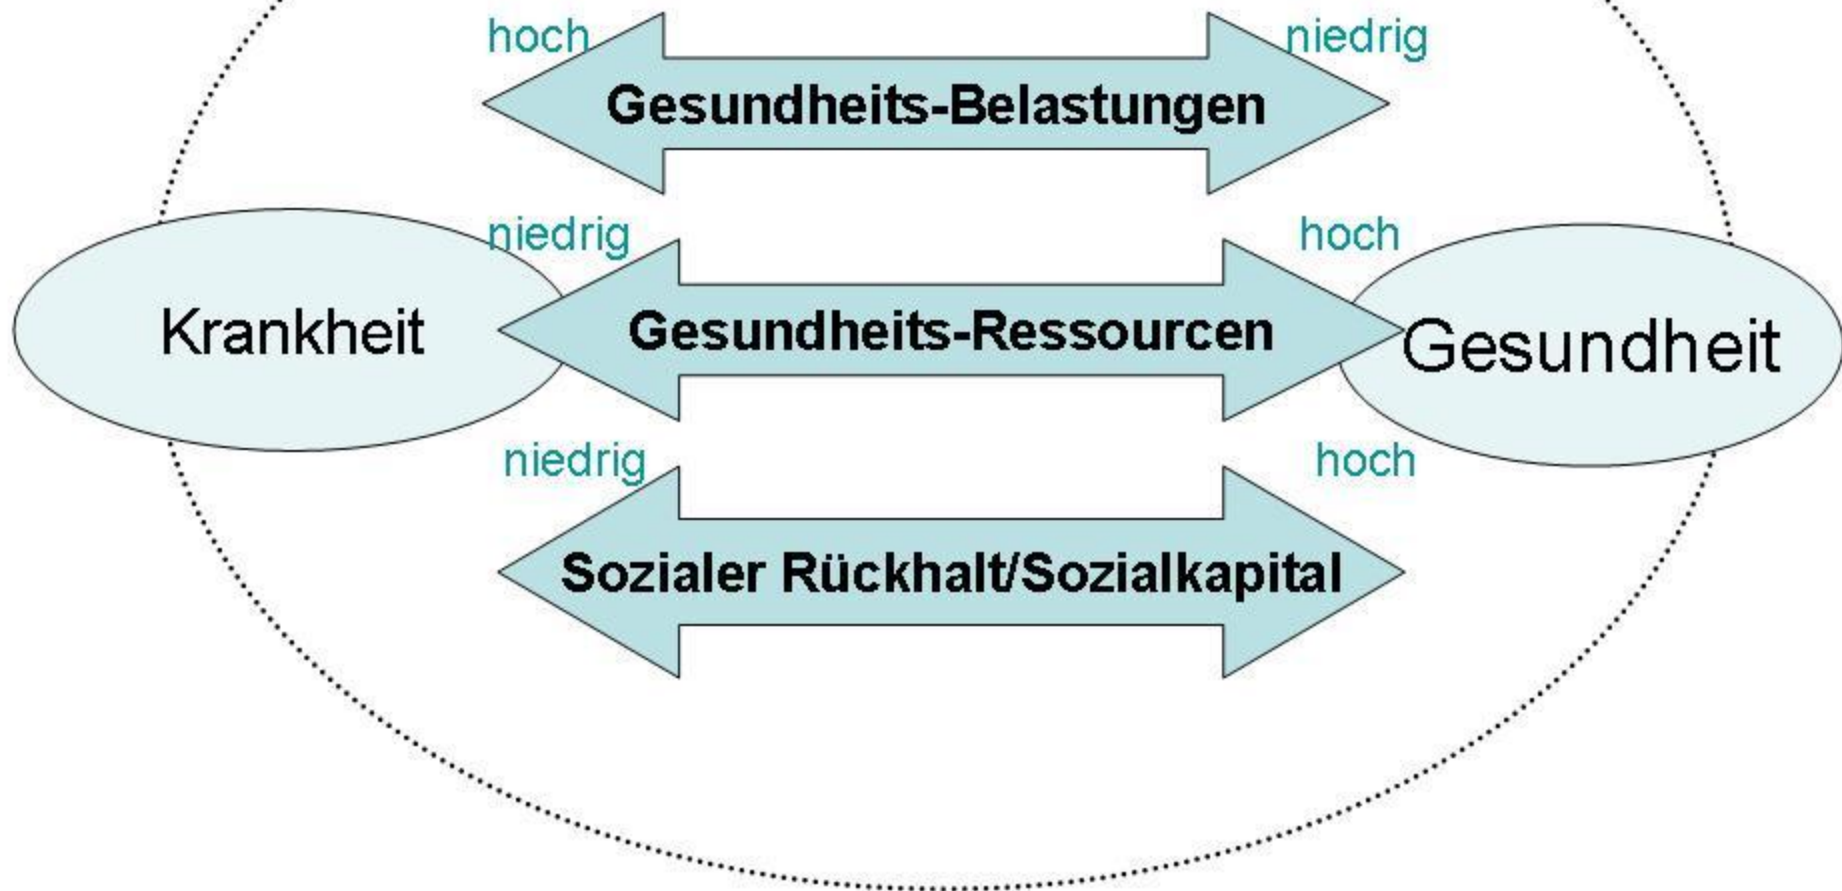 hoch niedrig
Gesundheits-Belastungen
niedrig hoch
Krankheit Gesundheits-Ressourcen Gesundheit
niedrig hoch
Sozialer Rückhalt/Sozialkapital